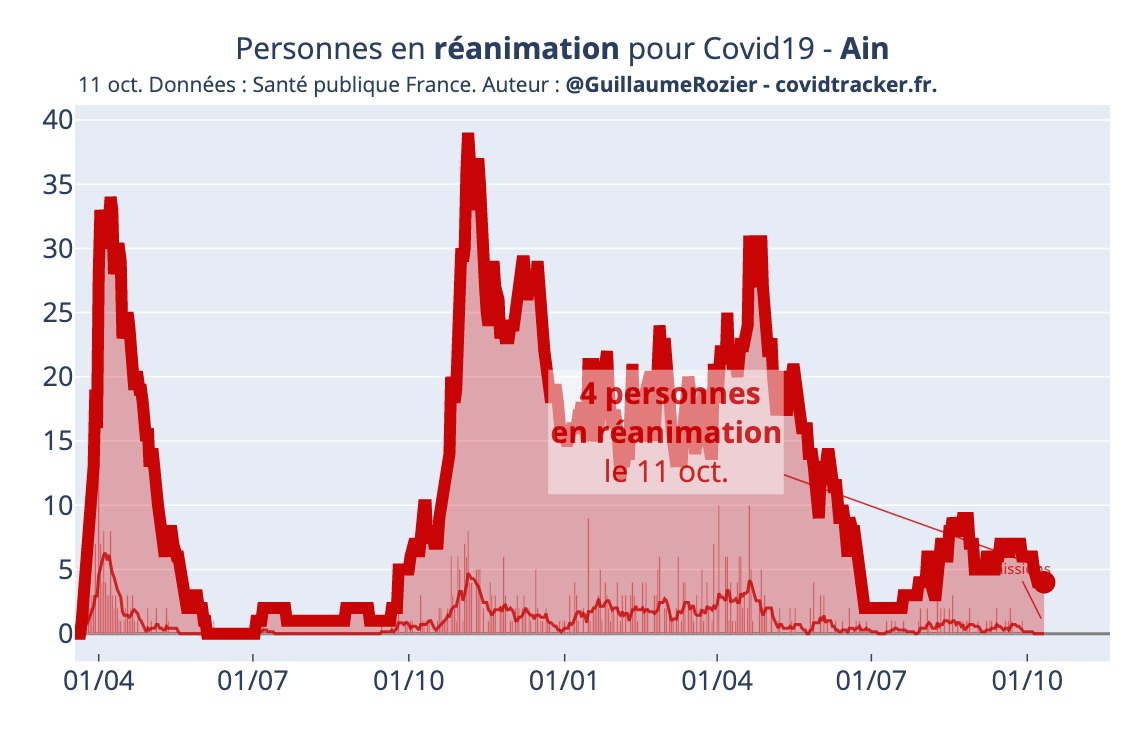 Personnes en réanimation pour Covid19 - Ain
11 oct. Données : Santé publique France. Auteur : @GuillaumeRozier - covidtracker.fr.
40
35
30
25
20
15
10
5
0
4 personnes
en réanimation
le 11 oct.
01/04 01/07 01/10 01/01 01/04 01/07 01/10